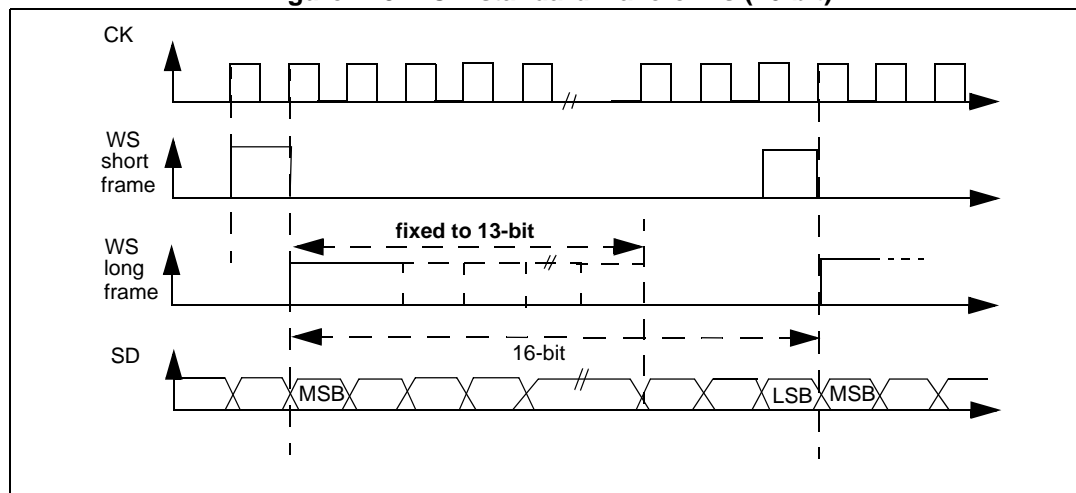 CK
WS
short
frame
fixed to 13-bit
WS
long
frame
16-bit
SD
MSB
LSB
MSB